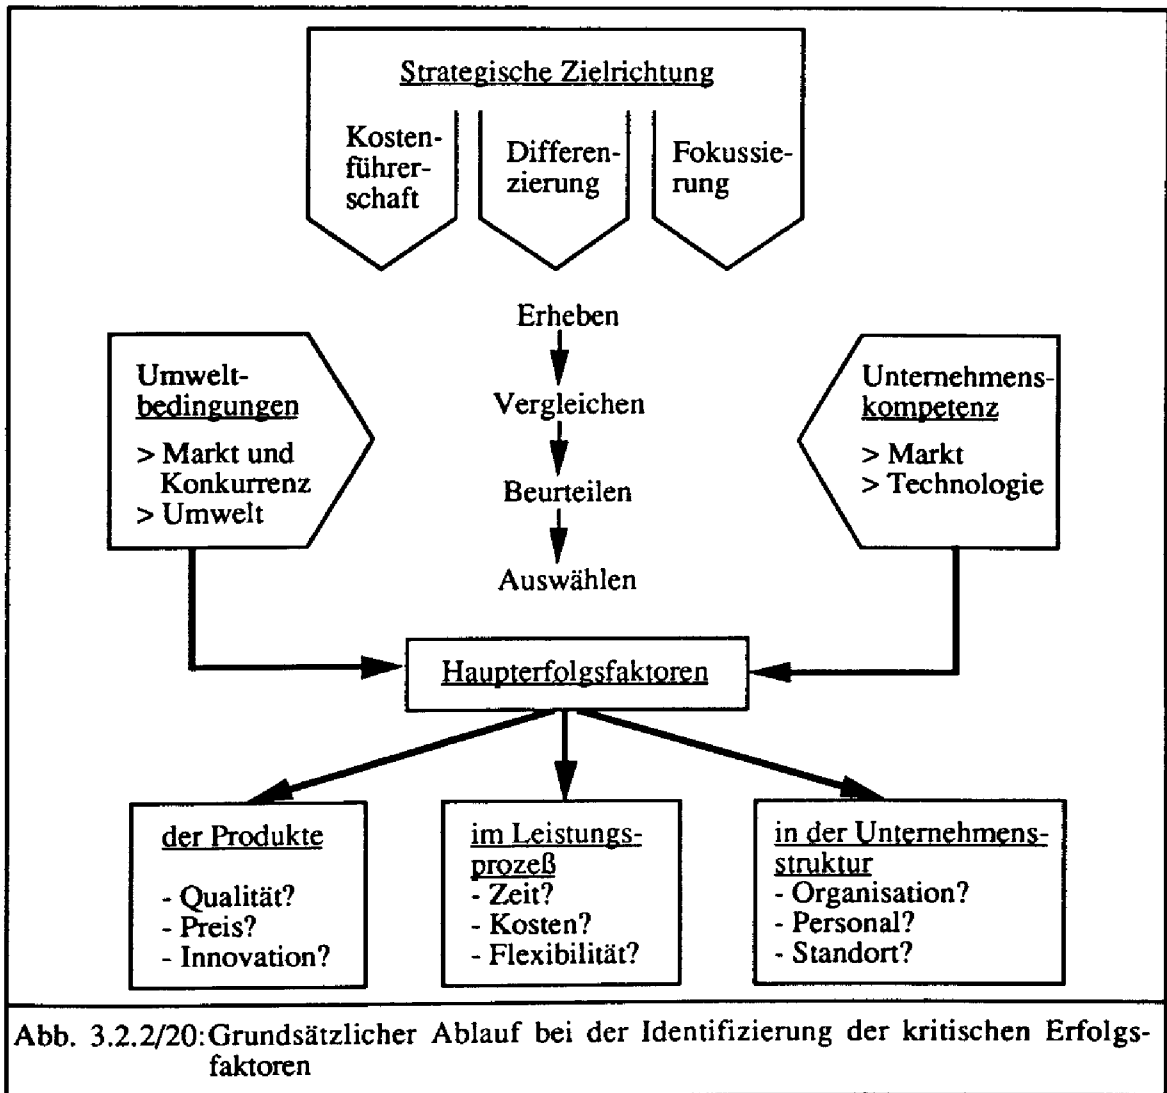 Strategische Zielrichtung
Kosten-
führer-
schaft
Differen-
zierung
Fokussie-
rung
Erheben
Vergleichen
Beurteilen
Auswählen
Umwelt-
bedingungen
> Markt und
Konkurrenz
> Umwelt
Unternehmens-
kompetenz
> Markt
> Technologie
Haupterfolgsfaktoren
der Produkte
- Qualität?
- Preis?
- Innovation?
im Leistungs-
prozeß
- Zeit?
- Kosten?
- Flexibilität?
in der Unternehmens-
struktur
- Organisation?
- Personal?
- Standort?
Abb. 3.2.2/20: Grundsätzlicher Ablauf bei der Identifizierung der kritischen Erfolgs-
faktoren